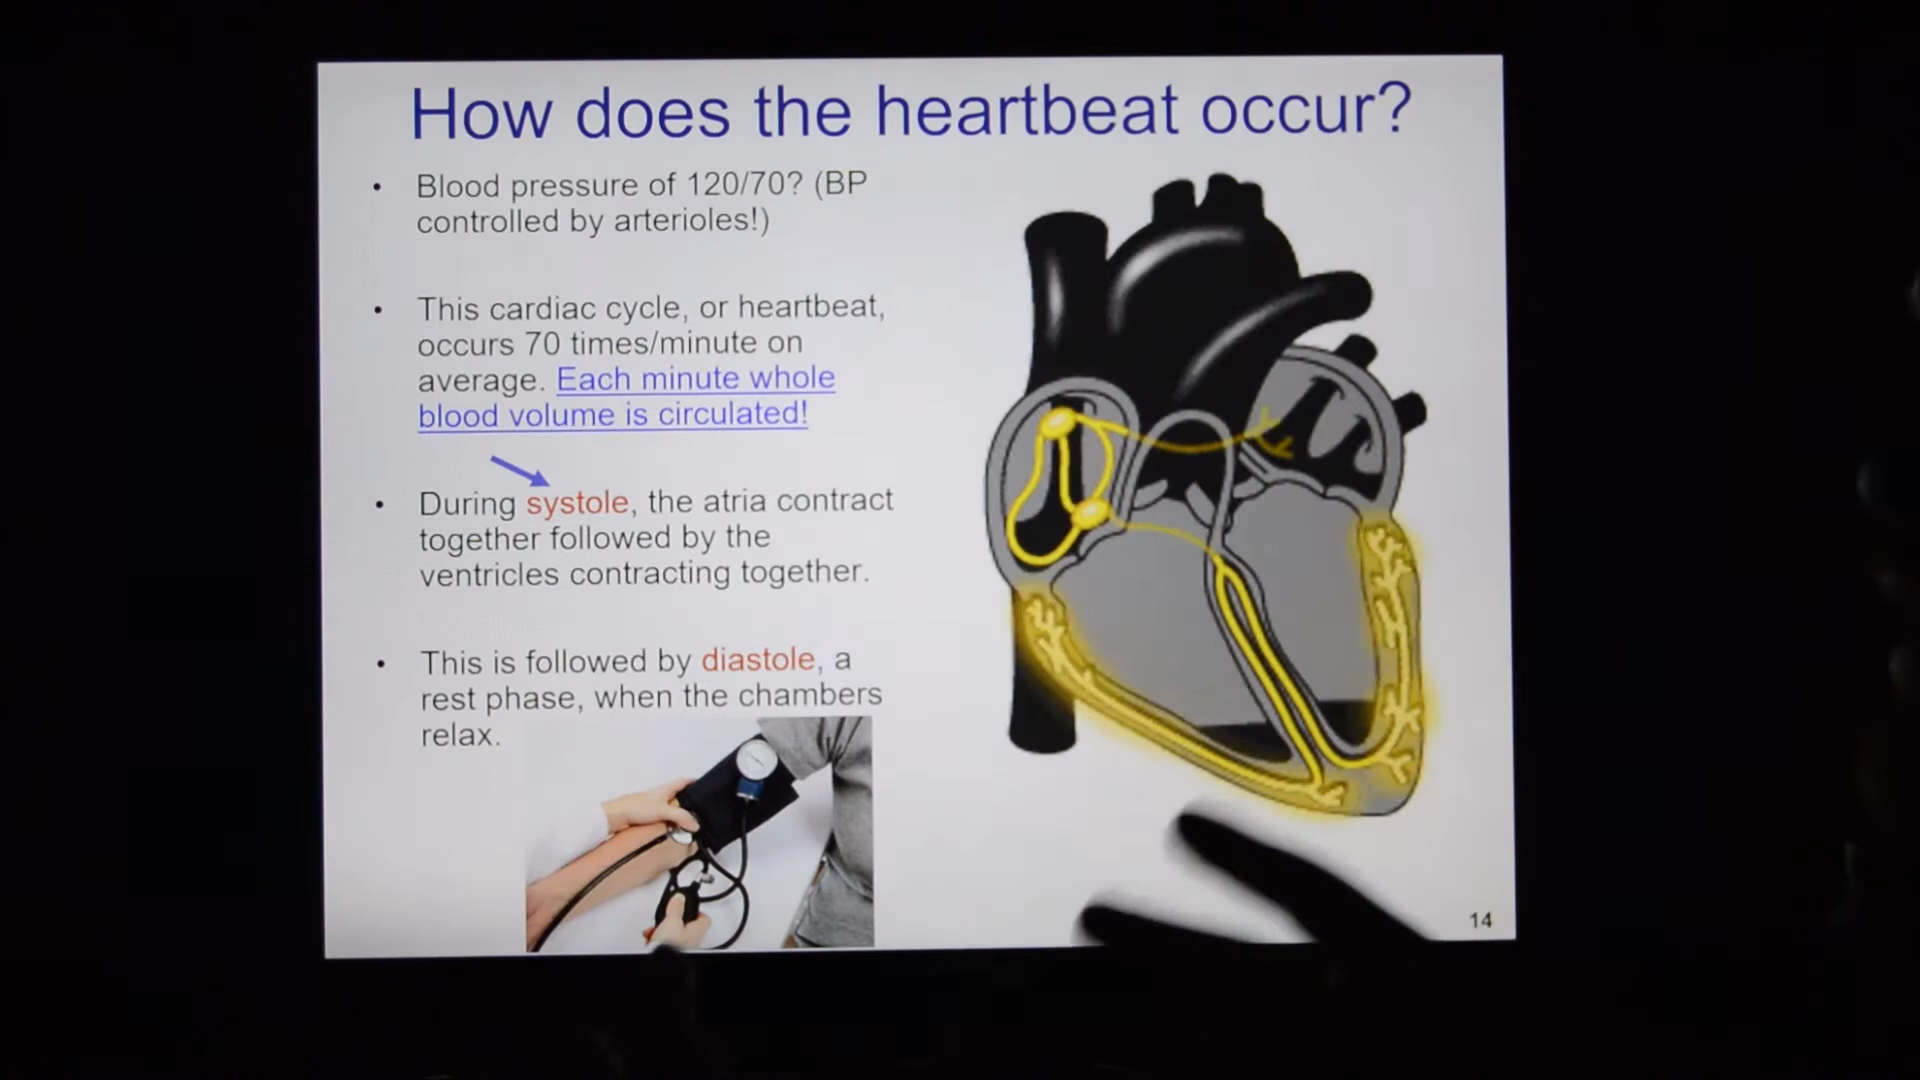 How does the heartbeat occur?
• Blood pressure of 120/70? (BP
controlled by arterioles!)
• This cardiac cycle, or heartbeat,
occurs 70 times/minute on
average. Each minute whole
blood volume is circulated!
• During systole, the atria contract
together followed by the
ventricles contracting together.
• This is followed by diastole, a
rest phase, when the chambers
relax.
14